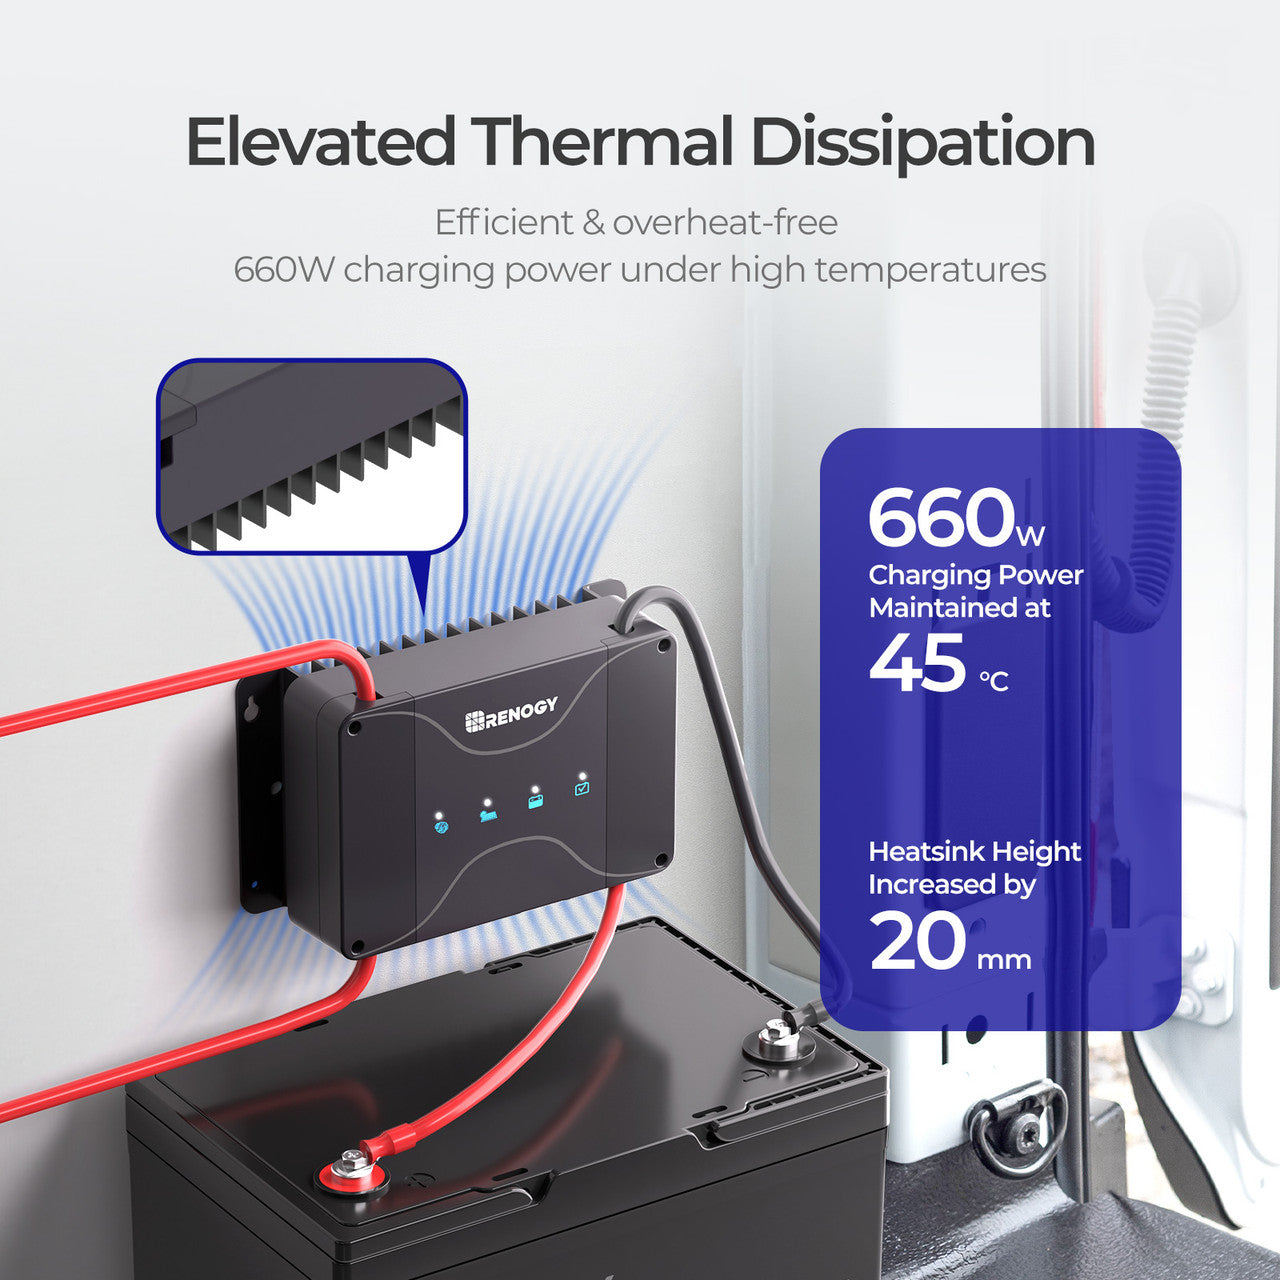 Elevated Thermal Dissipation
Efficient & overheat-free
660W charging power under high temperatures
660W
Charging Power
Maintained at
45 °C
RENOGY
Heatsink Height
Increased by
20 mm